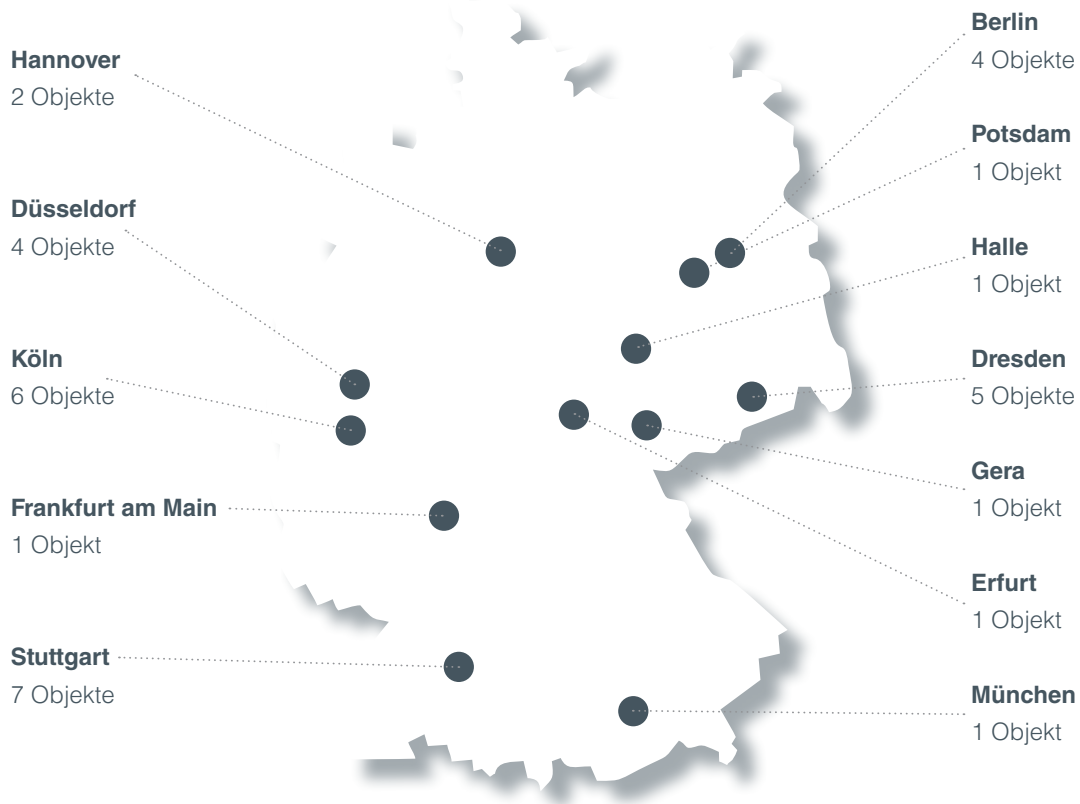 Hannover
2 Objekte
Düsseldorf
4 Objekte
Köln
6 Objekte
Frankfurt am Main
1 Objekt
Stuttgart
7 Objekte
Berlin
4 Objekte
Potsdam
1 Objekt
Halle
1 Objekt
Dresden
5 Objekte
Gera
1 Objekt
Erfurt
1 Objekt
München
1 Objekt